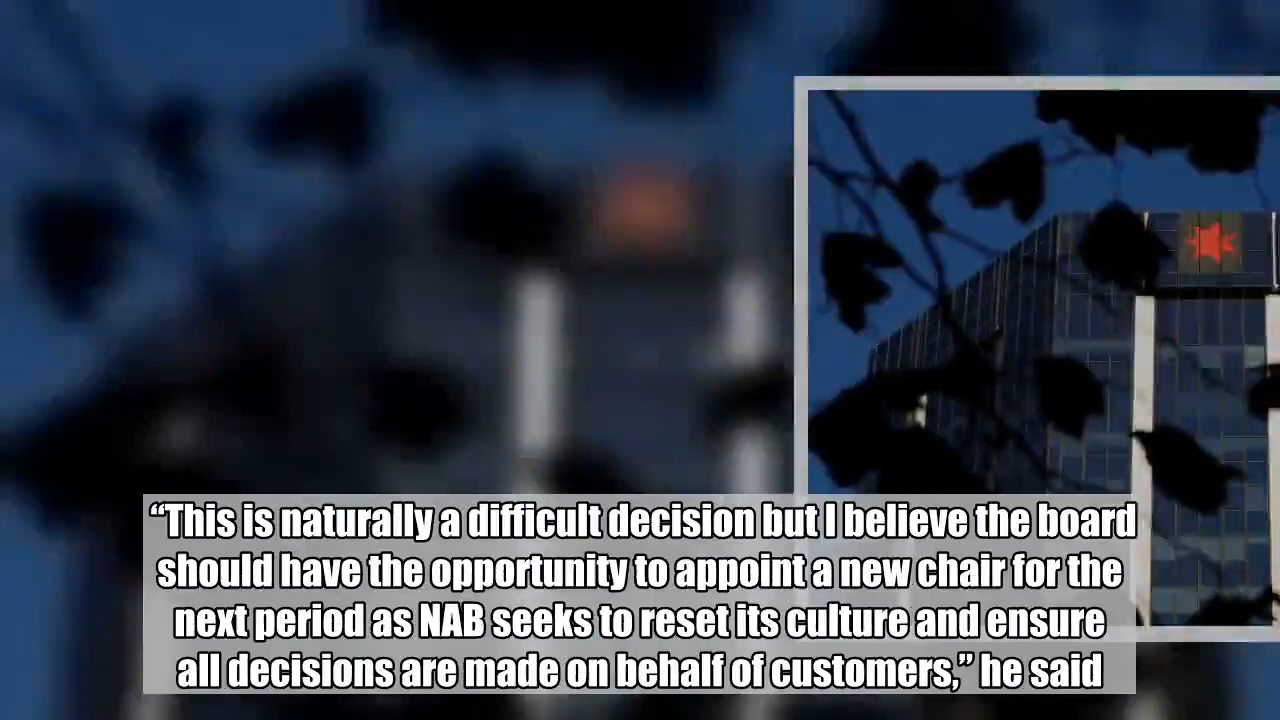 “This is naturally a difficult decision but I believe the board
should have the opportunity to appoint a new chair for the
next period as NAB seeks to reset its culture and ensure
all decisions are made on behalf of customers,” he said